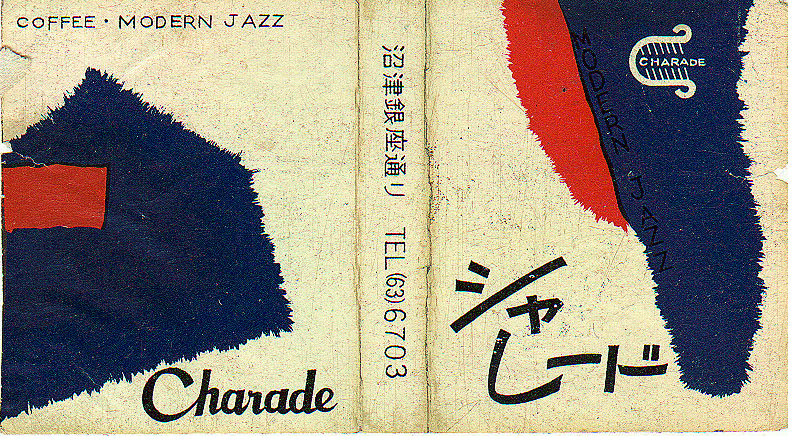 COFFEE・MODERN JAZZ
Charade
沼津銀座通り TEL(63)6703
CHARADE
MODERN JAZZ
シャレード